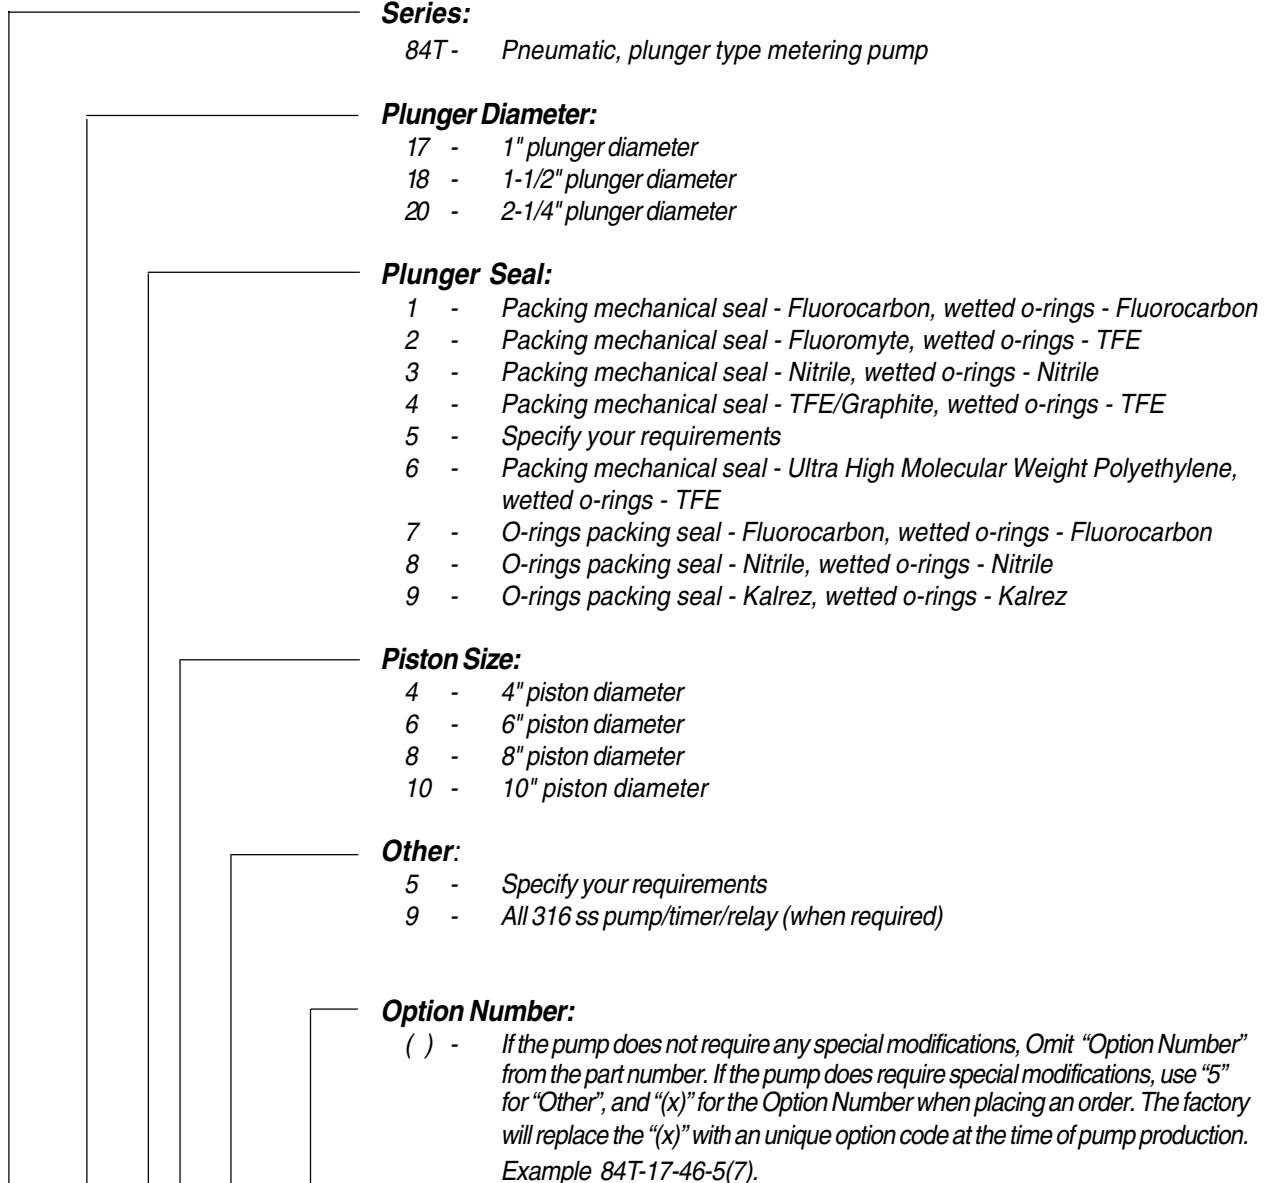 Series:
84T - Pneumatic, plunger type metering pump
Plunger Diameter:
17 - 1" plunger diameter
18 - 1-1/2" plunger diameter
20 - 2-1/4" plunger diameter
Plunger Seal:
1 - Packing mechanical seal - Fluorocarbon, wetted o-rings - Fluorocarbon
2 - Packing mechanical seal - Fluoromyte, wetted o-rings - TFE
3 - Packing mechanical seal - Nitrile, wetted o-rings - Nitrile
4 - Packing mechanical seal - TFE/Graphite, wetted o-rings - TFE
5 - Specify your requirements
6 - Packing mechanical seal - Ultra High Molecular Weight Polyethylene,
wetted o-rings - TFE
7 - O-rings packing seal - Fluorocarbon, wetted o-rings - Fluorocarbon
8 - O-rings packing seal - Nitrile, wetted o-rings - Nitrile
9 - O-rings packing seal - Kalrez, wetted o-rings - Kalrez
Piston Size:
4 - 4" piston diameter
6 - 6" piston diameter
8 - 8" piston diameter
10 - 10" piston diameter
Other:
5 - Specify your requirements
9 - All 316 ss pump/timer/relay (when required)
Option Number:
( ) - If the pump does not require any special modifications, Omit “Option Number”
from the part number. If the pump does require special modifications, use “5”
for “Other”, and “(x)” for the Option Number when placing an order. The factory
will replace the “(x)” with an unique option code at the time of pump production.
Example 84T-17-46-5(7).